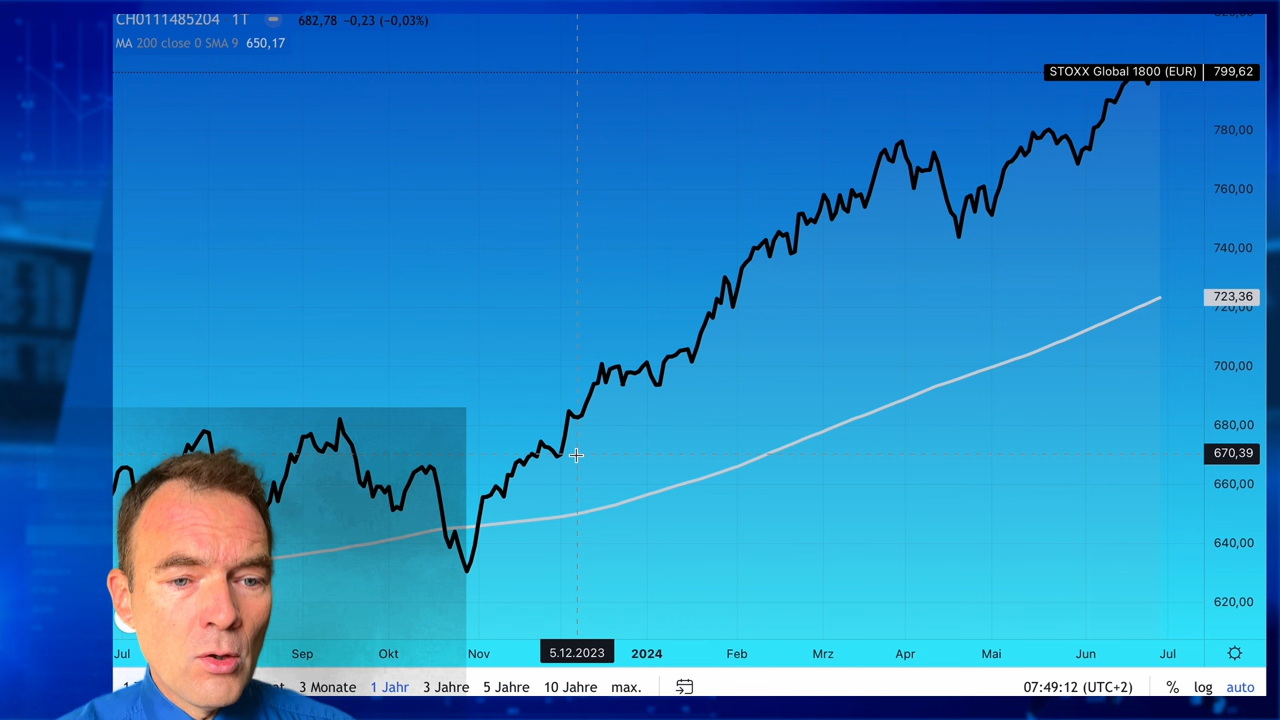 CH0111485204 1T 682,78 −0,23 (−0,03%)
MA 200 close 0 SMA 9 650,17
STOXX Global 1800 (EUR) 799,62
780,00
760,00
740,00
723,36
720,00
700,00
680,00
670,39
660,00
640,00
620,00
Jul Sep Okt Nov 5.12.2023 2024 Feb Mrz Apr Mai Jun Jul
3 Monate 1 Jahr 3 Jahre 5 Jahre 10 Jahre max. 07:49:12 (UTC+2) % log auto